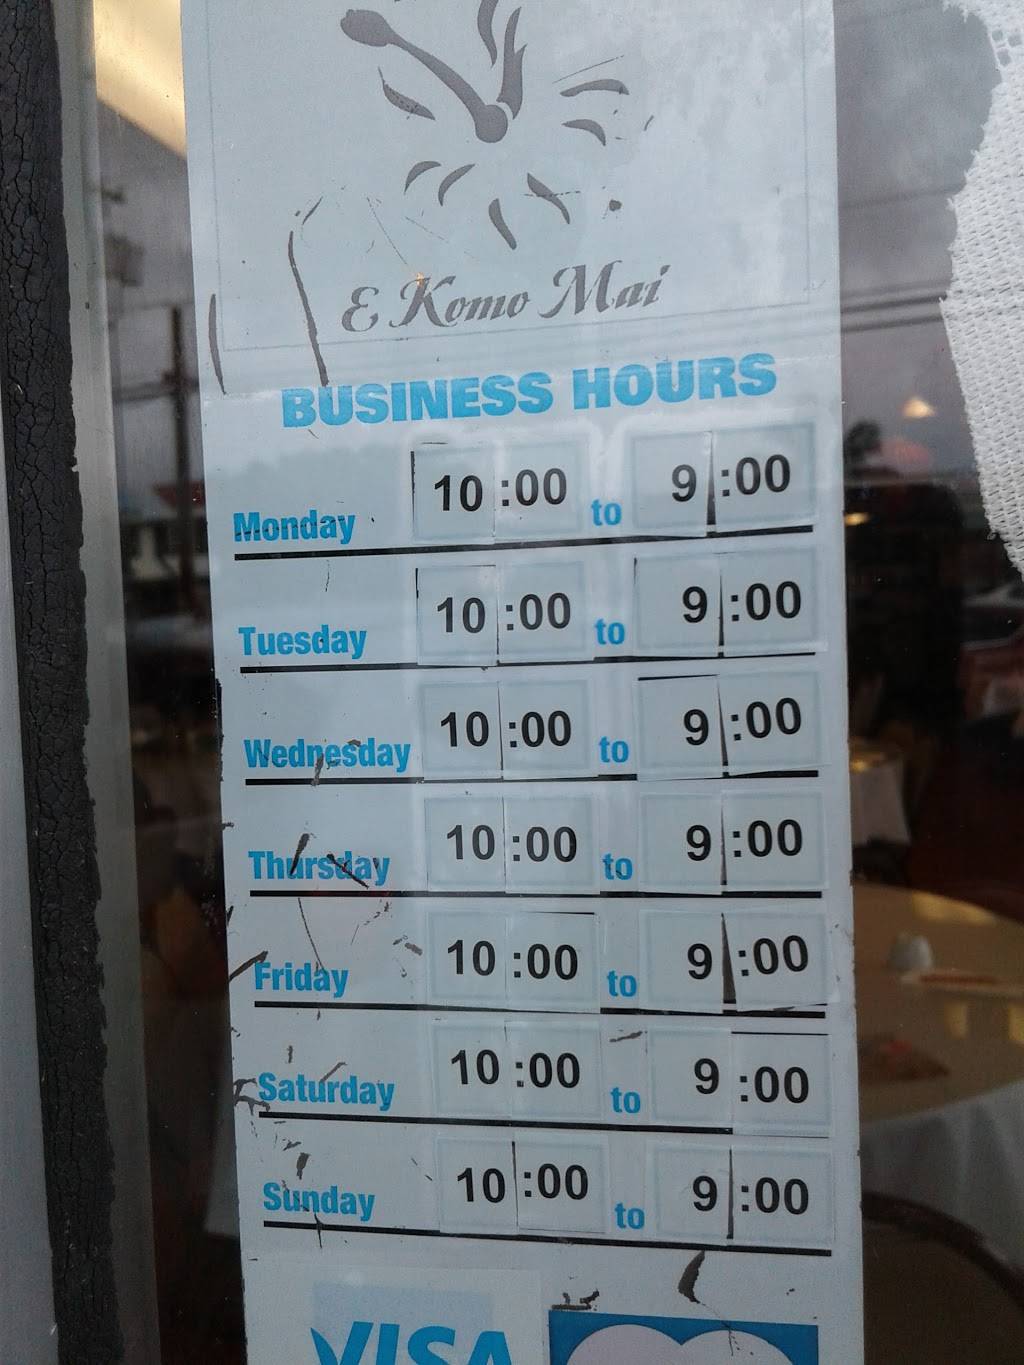 E Komo Mai
BUSINESS HOURS
Monday 10:00 to 9:00
Tuesday 10:00 to 9:00
Wednesday 10:00 to 9:00
Thursday 10:00 to 9:00
Friday 10:00 to 9:00
Saturday 10:00 to 9:00
Sunday 10:00 to 9:00
VISA